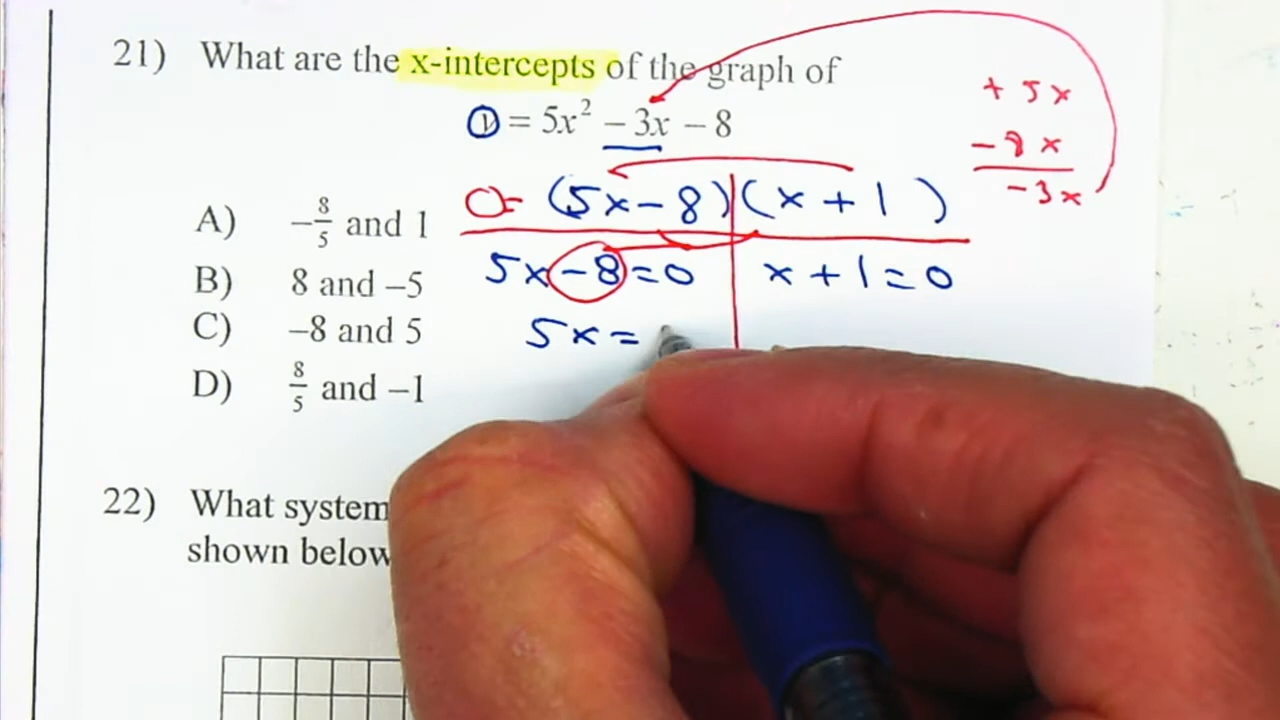 21) What are the x-intercepts of the graph of
y = 5x² – 3x – 8
+ 5x
– 8x
–3x
0= (5x – 8) (x + 1)
5x – 8 = 0 x + 1 = 0
5x =
A) –8/5 and 1
B) 8 and –5
C) –8 and 5
D) 8/5 and –1
22) What system
shown below